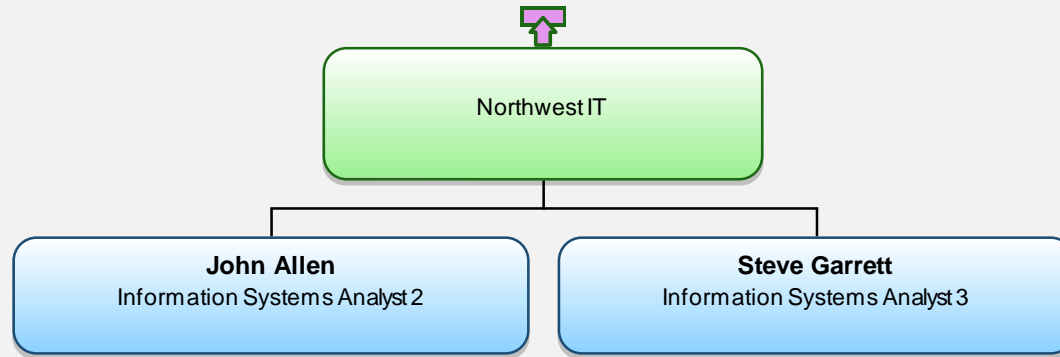 Northwest IT
John Allen
Information Systems Analyst 2
Steve Garrett
Information Systems Analyst 3